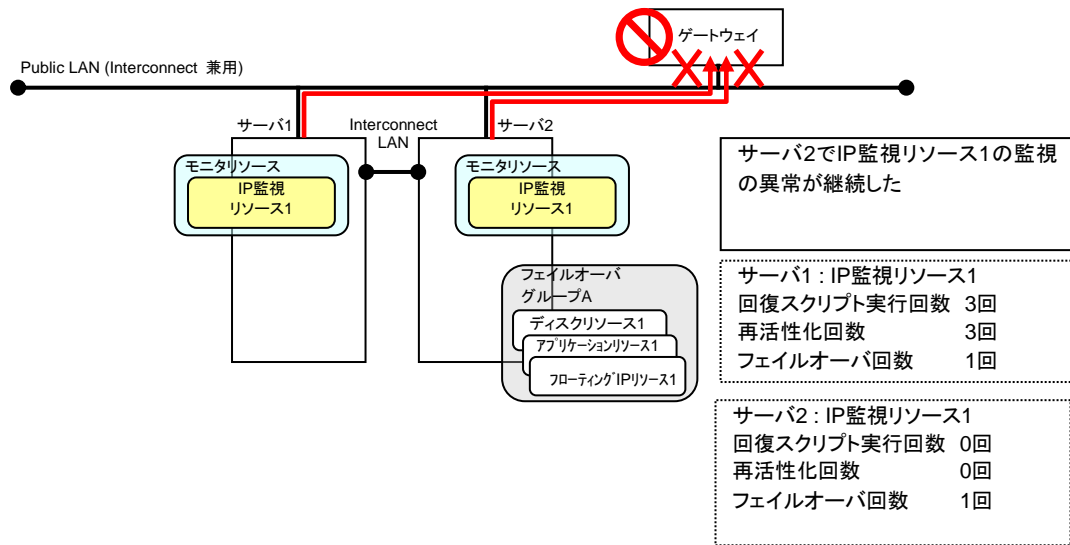 ゲートウェイ
Public LAN (Interconnect 兼用)
サーバ1
Interconnect
LAN
サーバ2
モニタリソース
IP監視
リソース1
モニタリソース
IP監視
リソース1
フェイルオーバ
グループA
ディスクリソース1
アプリケーションリソース1
フローティングIPリソース1
サーバ2でIP監視リソース1の監視
の異常が継続した
サーバ1 : IP監視リソース1
回復スクリプト実行回数 3回
再活性化回数 3回
フェイルオーバ回数 1回
サーバ2 : IP監視リソース1
回復スクリプト実行回数 0回
再活性化回数 0回
フェイルオーバ回数 1回